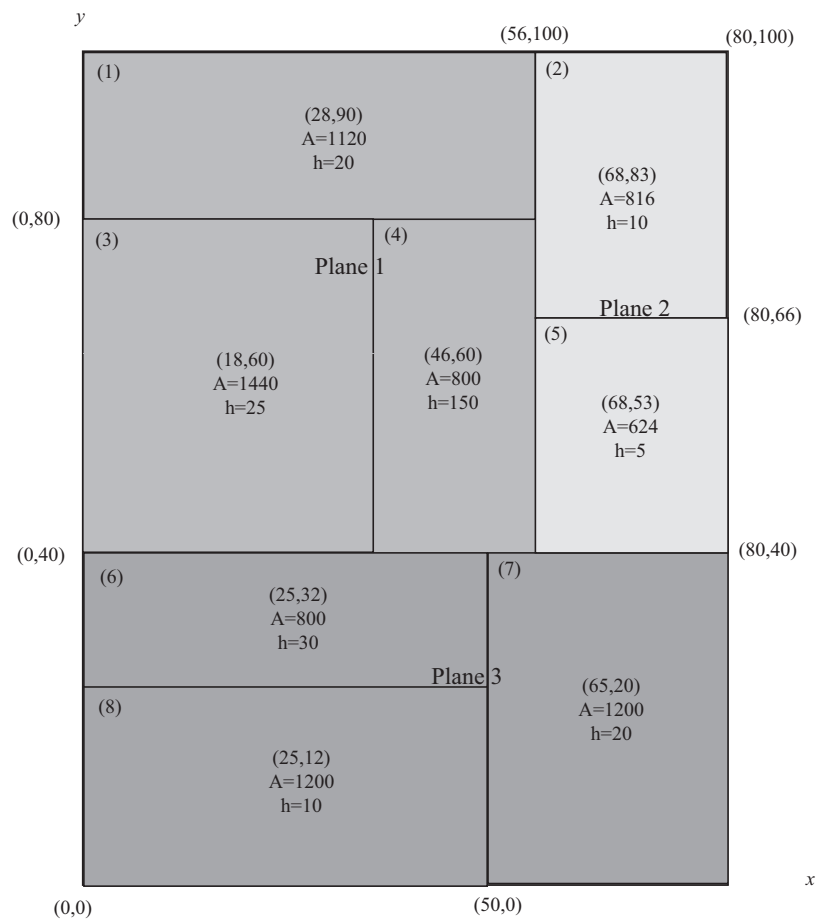 y
(56,100)
(80,100)
(1)
(28,90)
A=1120
h=20
(2)
(68,83)
A=816
h=10
(0,80)
(3)
(4)
Plane 1
Plane 2
(80,66)
(18,60)
A=1440
h=25
(46,60)
A=800
h=150
(5)
(68,53)
A=624
h=5
(0,40)
(80,40)
(6)
(25,32)
A=800
h=30
(7)
Plane 3
(65,20)
A=1200
h=20
(8)
(25,12)
A=1200
h=10
x
(0,0)
(50,0)